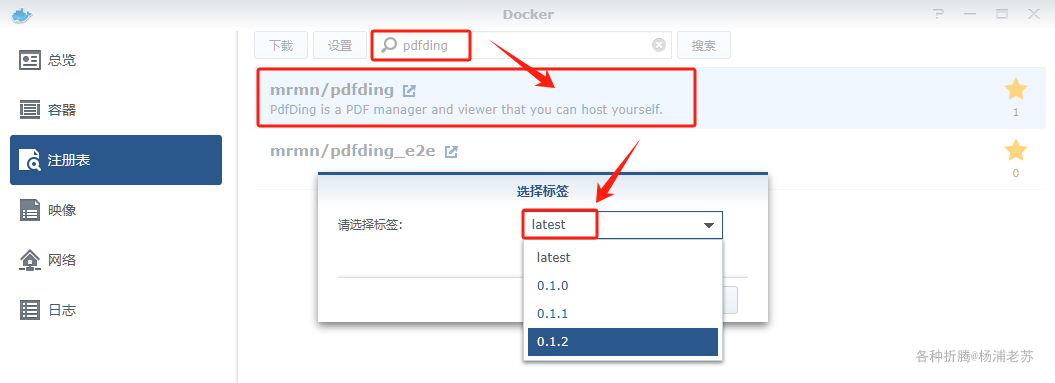 Docker
总览
容器
注册表
映像
网络
日志
下载 设置 pdfding 搜索
mrmn/pdfding
PdfDing is a PDF manager and viewer that you can host yourself.
1
mrmn/pdfding_e2e
0
选择标签
请选择标签: latest
latest
0.1.0
0.1.1
0.1.2
各种折腾@杨浦老苏